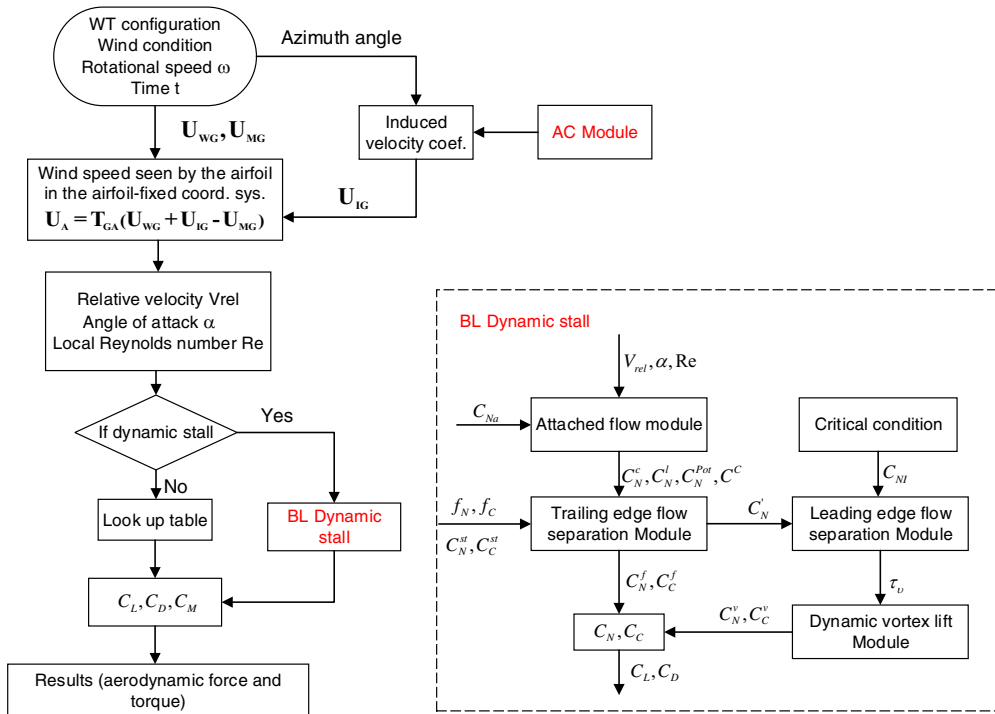 WT configuration
Wind condition
Rotational speed ω
Time t
Azimuth angle
U_WG, U_MG
Induced
velocity coef.
AC Module
Wind speed seen by the airfoil
in the airfoil-fixed coord. sys.
U_A = T_GA(U_WG + U_IG - U_MG)
U_IG
Relative velocity Vrel
Angle of attack α
Local Reynolds number Re
If dynamic stall
Yes
No
Look up table
BL Dynamic
stall
C_L, C_D, C_M
Results (aerodynamic force and
torque)
BL Dynamic stall
V_rel, α, Re
C_Na
Attached flow module
Critical condition
C_N^c, C_N^l, C_N^Pot, C^C
C_NI
f_N, f_C
C_N^st, C_C^st
Trailing edge flow
separation Module
C_N^'
Leading edge flow
separation Module
C_N^f, C_C^f
τ_υ
C_N, C_C
C_N^v, C_C^v
Dynamic vortex lift
Module
C_L, C_D